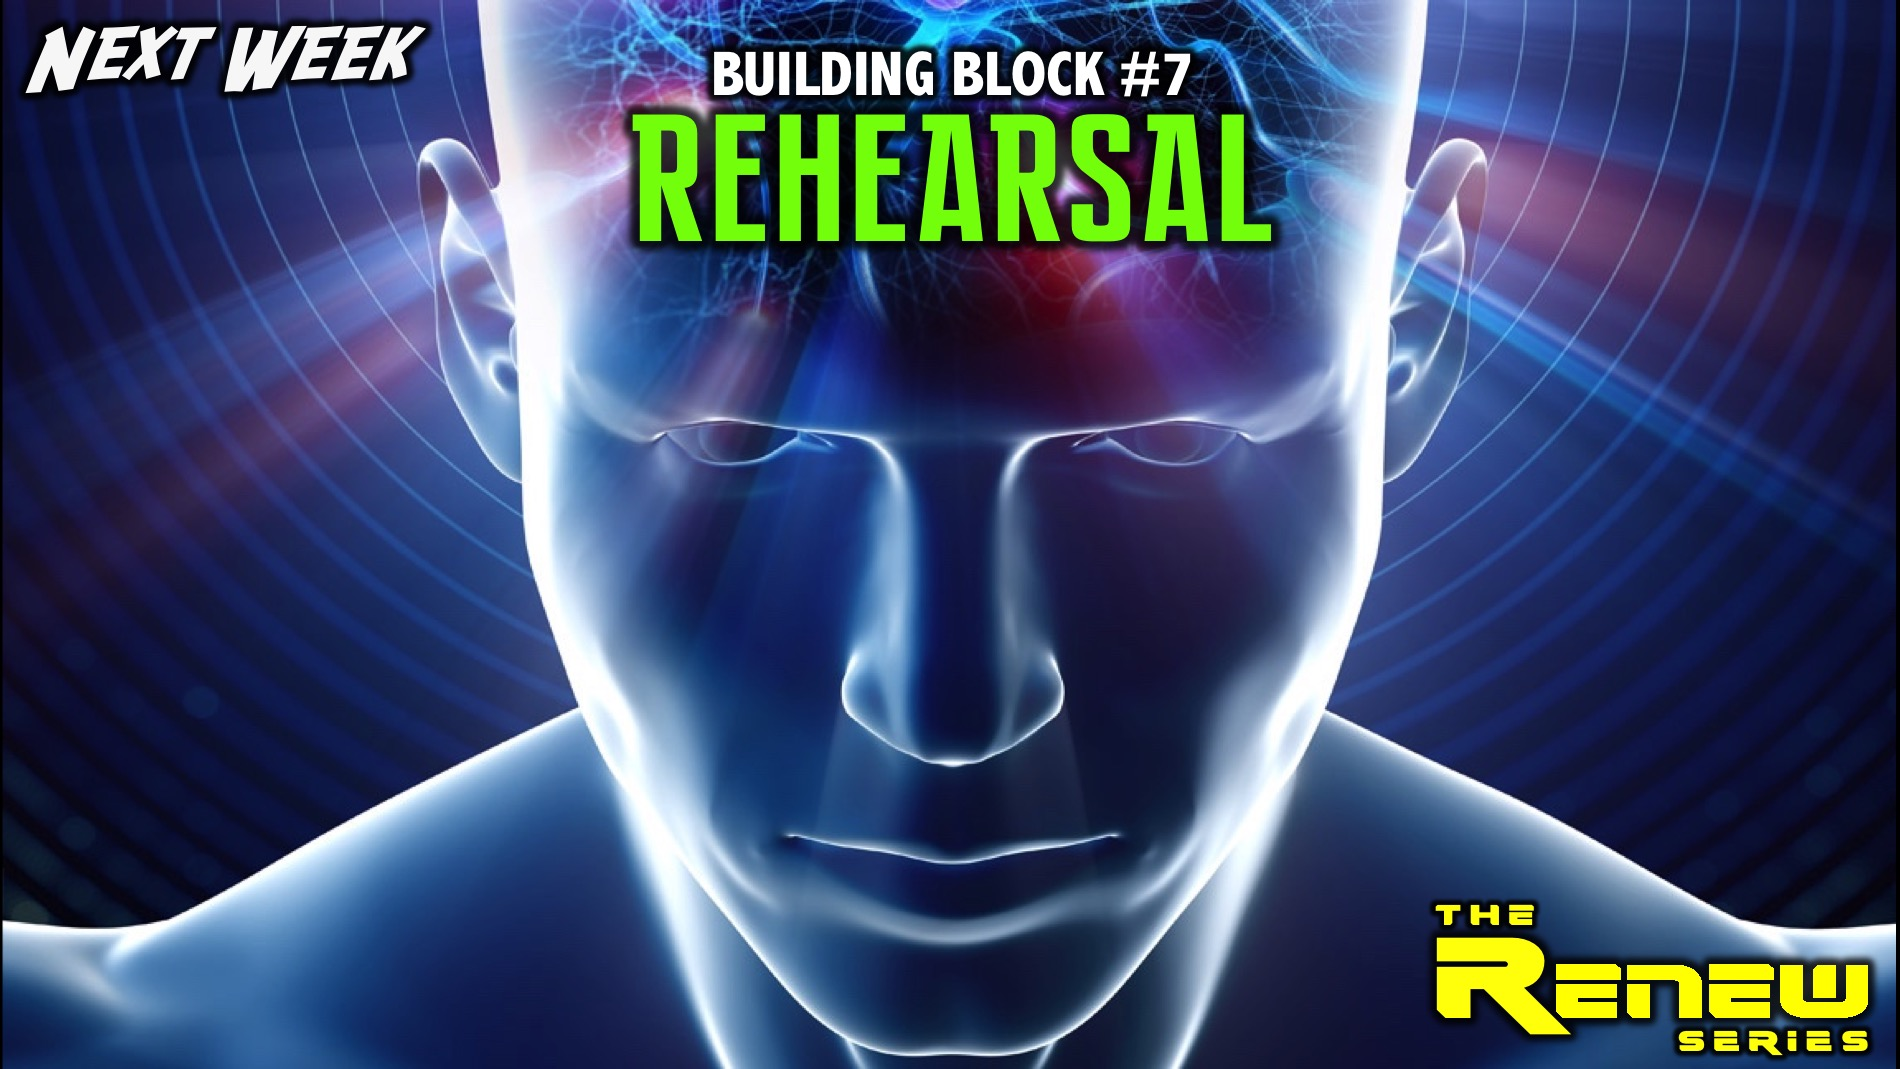 NEXT WEEK
BUILDING BLOCK #7
REHEARSAL
THE
RENEW
SERIES